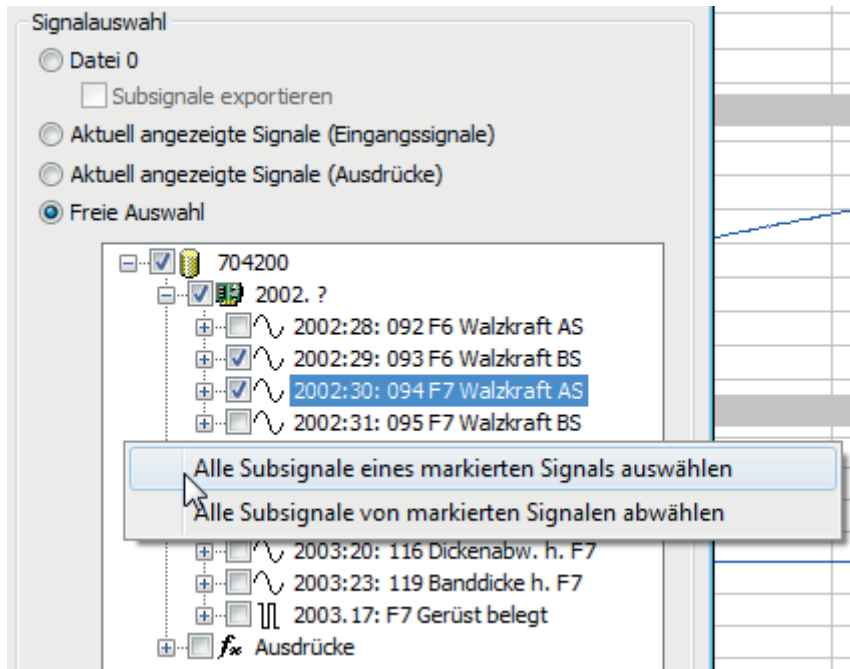 Signalauswahl
Datei 0
Subsignale exportieren
Aktuell angezeigte Signale (Eingangssignale)
Aktuell angezeigte Signale (Ausdrücke)
Freie Auswahl
704200
2002. ?
2002:28: 092 F6 Walzkraft AS
2002:29: 093 F6 Walzkraft BS
2002:30: 094 F7 Walzkraft AS
2002:31: 095 F7 Walzkraft BS
Alle Subsignale eines markierten Signals auswählen
Alle Subsignale von markierten Signalen abwählen
2003:20: 116 Dickenabw. h. F7
2003:23: 119 Banddicke h. F7
2003.17: F7 Gerüst belegt
fx Ausdrücke